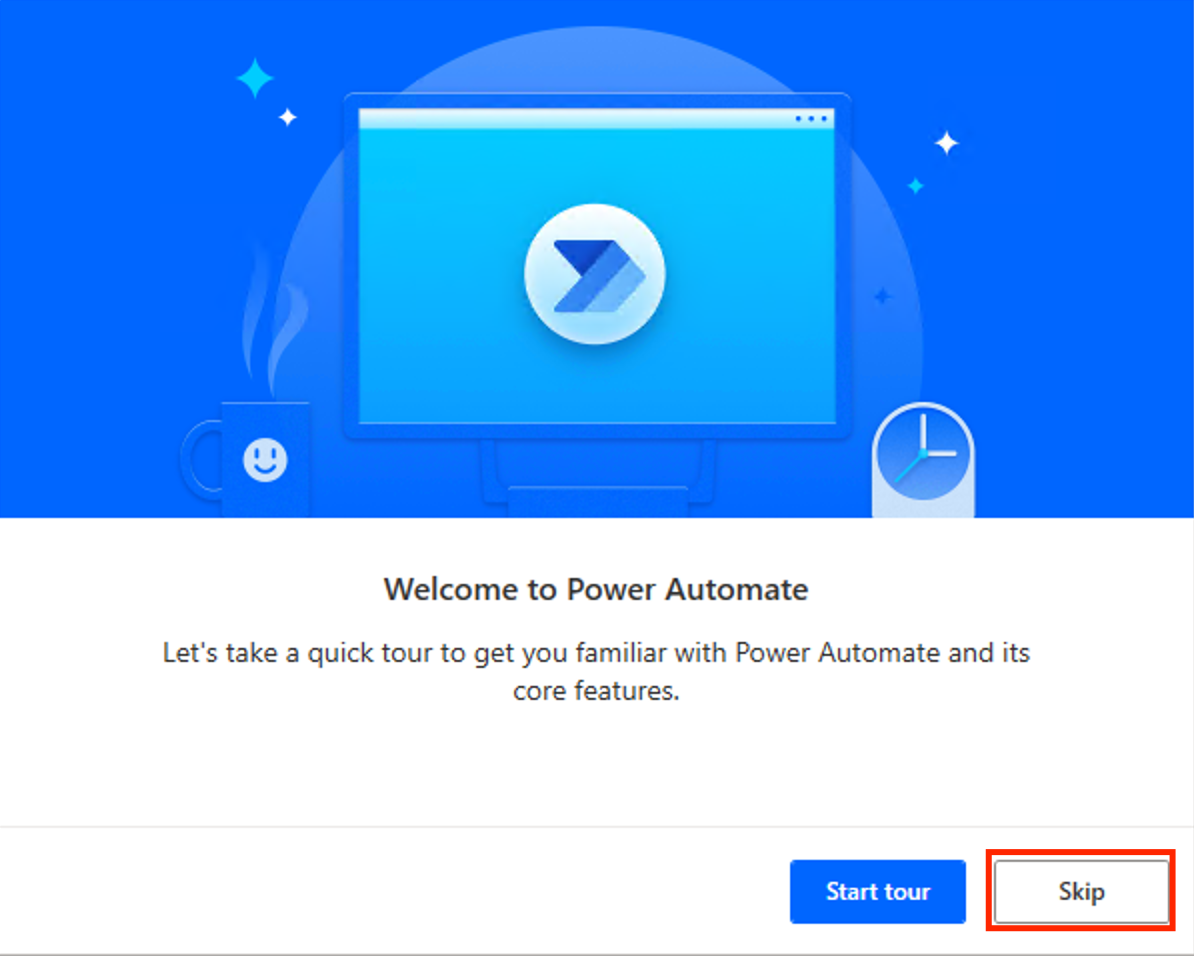 Welcome to Power Automate
Let's take a quick tour to get you familiar with Power Automate and its
core features.
Start tour
Skip